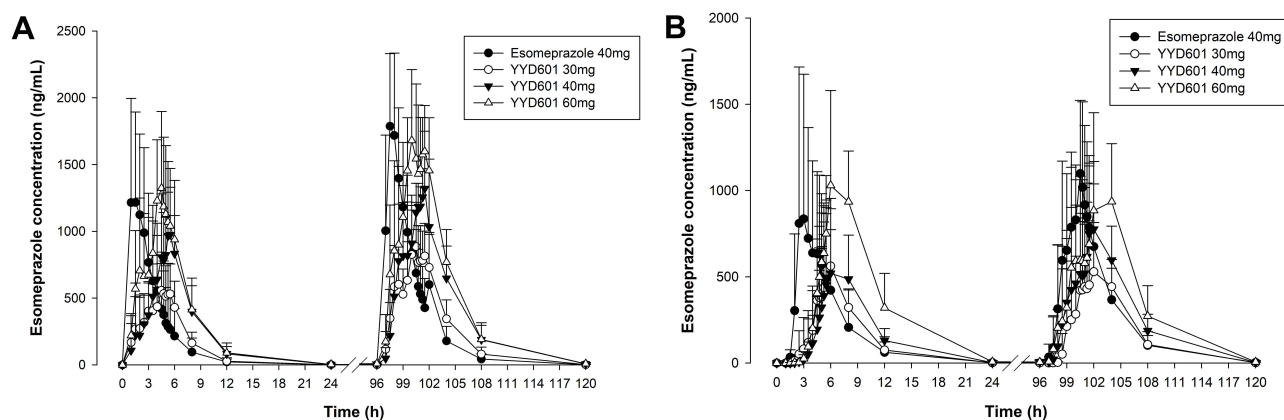 A
Esomeprazole concentration (ng/mL)
2500
2000
1500
1000
500
0
Esomeprazole 40mg
YYD601 30mg
YYD601 40mg
YYD601 60mg
0 3 6 9 12 15 18 21 24 96 99 102 105 108 111 114 117 120
Time (h)
B
Esomeprazole concentration (ng/mL)
2000
1500
1000
500
0
Esomeprazole 40mg
YYD601 30mg
YYD601 40mg
YYD601 60mg
0 3 6 9 12 15 18 21 24 96 99 102 105 108 111 114 117 120
Time (h)